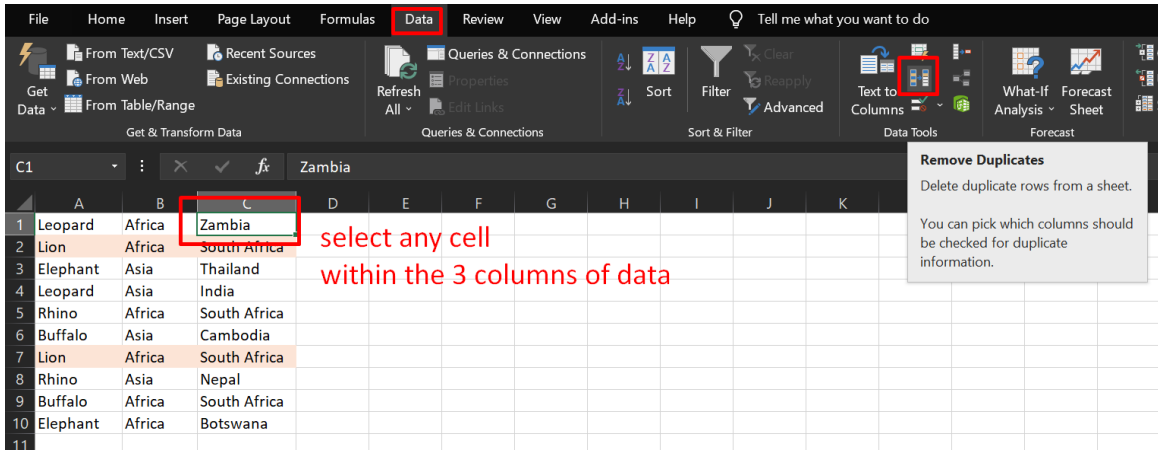 File Home Insert Page Layout Formulas Data Review View Add-ins Help Tell me what you want to do
From Text/CSV Recent Sources Queries & Connections Clear
From Web Existing Connections Properties Reapply
Get Data From Table/Range Refresh All Edit Links Sort Filter Advanced Text to Columns What-If Analysis Forecast Sheet
Get & Transform Data Queries & Connections Sort & Filter Data Tools Forecast
C1 fx Zambia
Remove Duplicates
Delete duplicate rows from a sheet.
You can pick which columns should
be checked for duplicate
information.
A B C D E F G H I J K
1 Leopard Africa Zambia
2 Lion Africa South Africa
3 Elephant Asia Thailand
4 Leopard Asia India
5 Rhino Africa South Africa
6 Buffalo Asia Cambodia
7 Lion Africa South Africa
8 Rhino Asia Nepal
9 Buffalo Africa South Africa
10 Elephant Africa Botswana
11
select any cell
within the 3 columns of data